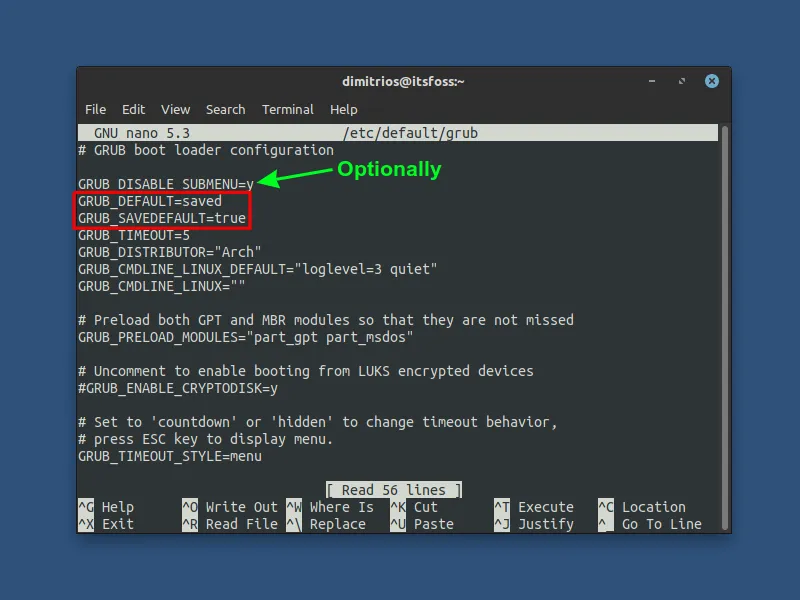 dimitrios@itsfoss:~
File Edit View Search Terminal Help
GNU nano 5.3 /etc/default/grub
# GRUB boot loader configuration
Optionally
GRUB_DISABLE_SUBMENU=y
GRUB_DEFAULT=saved
GRUB_SAVEDEFAULT=true
GRUB_TIMEOUT=5
GRUB_DISTRIBUTOR="Arch"
GRUB_CMDLINE_LINUX_DEFAULT="loglevel=3 quiet"
GRUB_CMDLINE_LINUX=""
# Preload both GPT and MBR modules so that they are not missed
GRUB_PRELOAD_MODULES="part_gpt part_msdos"
# Uncomment to enable booting from LUKS encrypted devices
#GRUB_ENABLE_CRYPTODISK=y
# Set to 'countdown' or 'hidden' to change timeout behavior,
# press ESC key to display menu.
GRUB_TIMEOUT_STYLE=menu
[ Read 56 lines ]
^G Help ^O Write Out ^W Where Is ^K Cut ^T Execute ^C Location
^X Exit ^R Read File ^\ Replace ^U Paste ^J Justify ^_ Go To Line